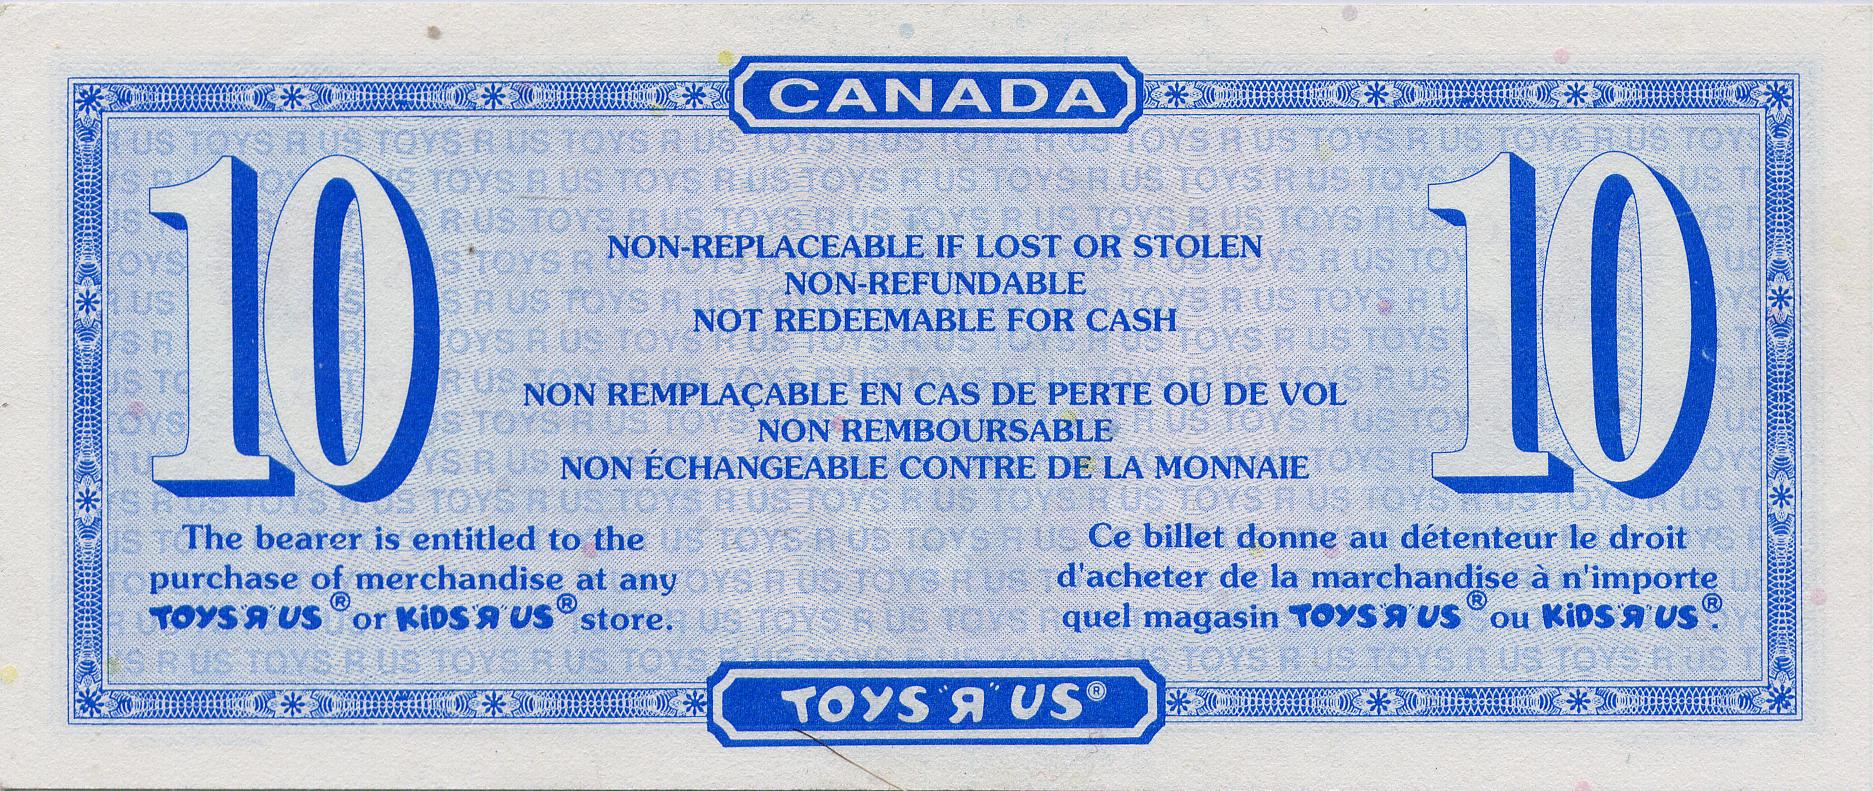 CANADA
10
10
NON-REPLACEABLE IF LOST OR STOLEN
NON-REFUNDABLE
NOT REDEEMABLE FOR CASH
NON REMPLAÇABLE EN CAS DE PERTE OU DE VOL
NON REMBOURSABLE
NON ÉCHANGEABLE CONTRE DE LA MONNAIE
The bearer is entitled to the
purchase of merchandise at any
TOYS "R" US® or KiDS "R" US® store.
Ce billet donne au détenteur le droit
d'acheter de la marchandise à n'importe
quel magasin TOYS "R" US® ou KiDS "R" US®.
TOYS "R" US®